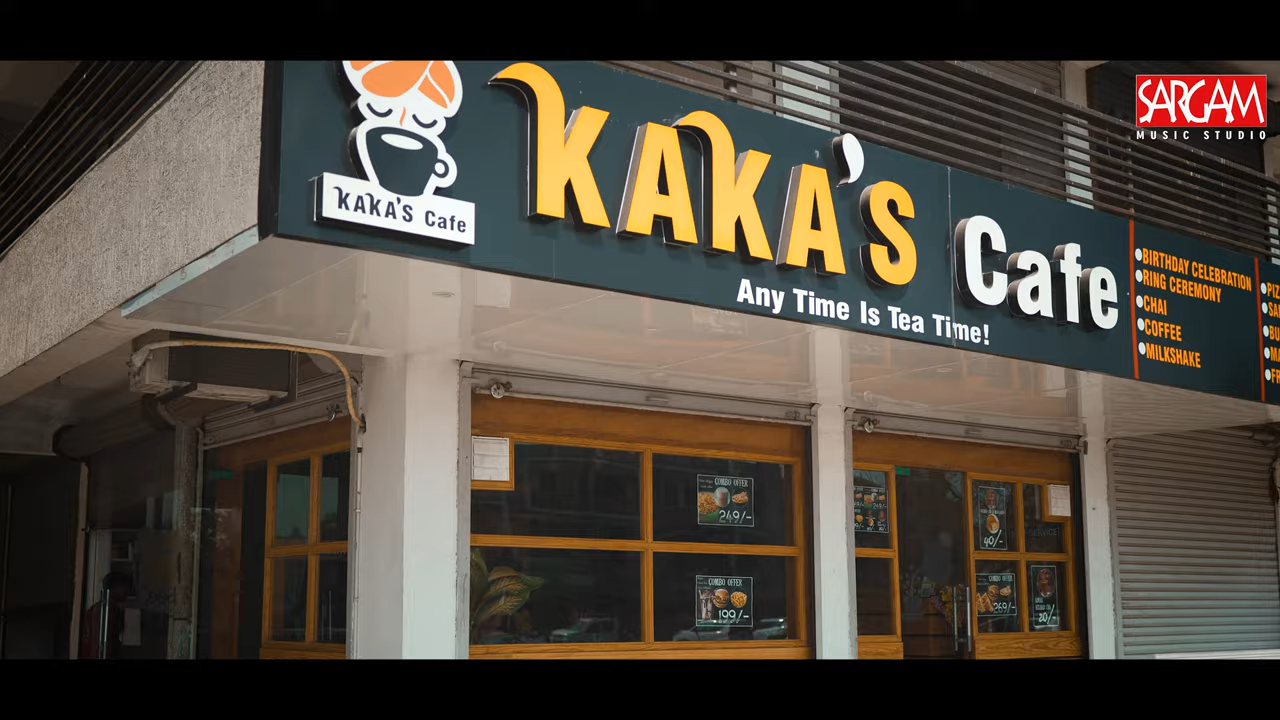 SARGAM
MUSIC STUDIO
KAKA'S Cafe
KAKA'S Cafe
Any Time Is Tea Time!
BIRTHDAY CELEBRATION
RING CEREMONY
CHAI
COFFEE
MILKSHAKE
COMBO OFFER
249/-
COMBO OFFER
199/-
40/-
269/-
20/-